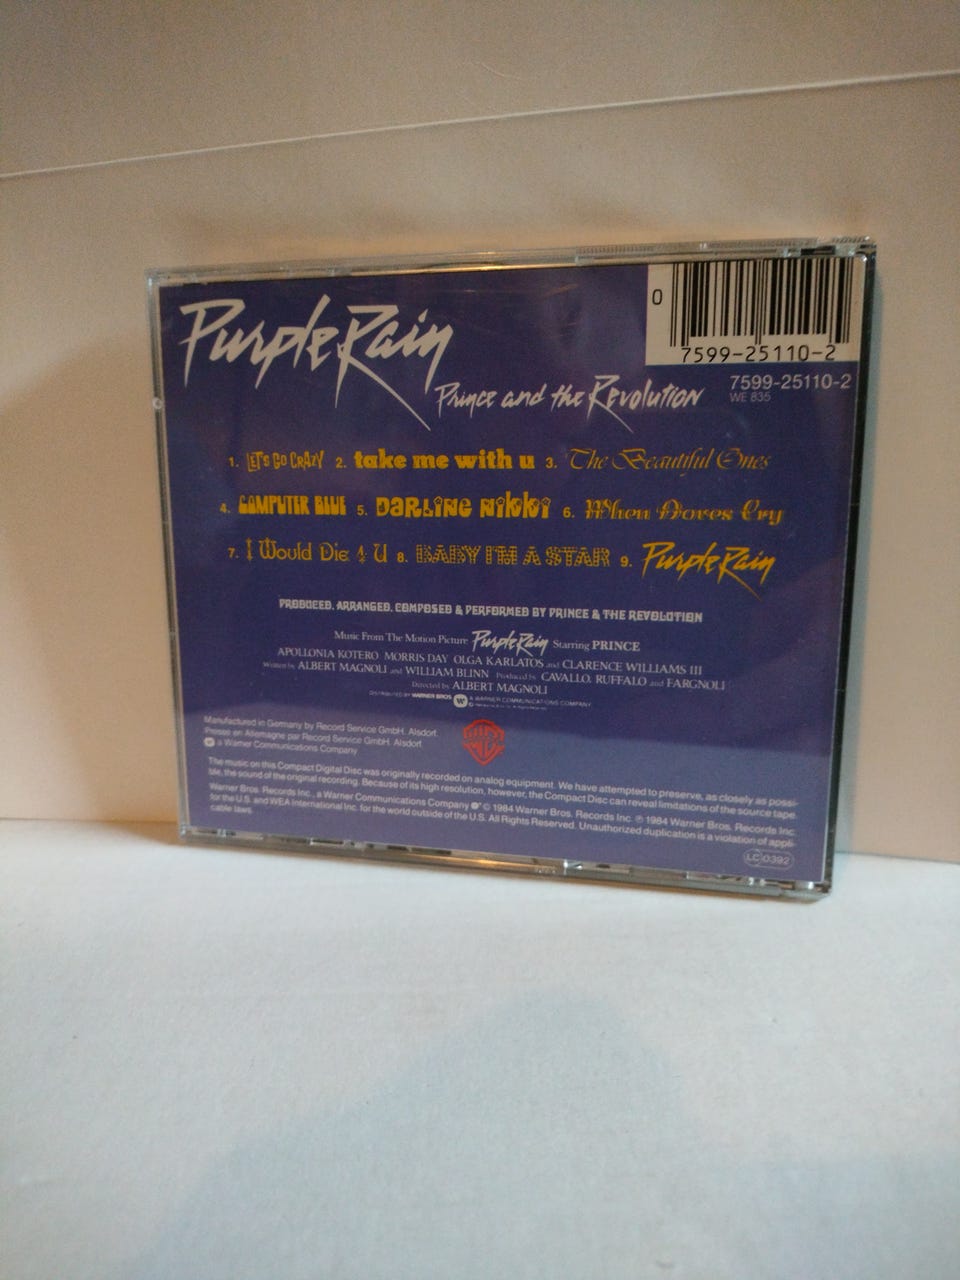 Purple Rain
Prince and the Revolution
0
7599-25110-2
7599-25110-2
WE 835
1. LET'S GO CRAZY 2. take me with u 3. The Beautiful Ones
4. COMPUTER BLUE 5. DARLING NIKKI 6. When Doves Cry
7. I Would Die 4 U 8. BABY I'M A STAR 9. Purple Rain
PRODUCED, ARRANGED, COMPOSED & PERFORMED BY PRINCE & THE REVOLUTION
Music From The Motion Picture Purple Rain Starring PRINCE
APOLLONIA KOTERO MORRIS DAY OLGA KARLATOS and CLARENCE WILLIAMS III
Written by ALBERT MAGNOLI and WILLIAM BLINN Produced by CAVALLO, RUFFALO and FARGNOLI
Directed by ALBERT MAGNOLI
DISTRIBUTED BY WARNER BROS W A WARNER COMMUNICATIONS COMPANY
WB
Manufactured in Germany by Record Service GmbH, Alsdorf.
Presse en Allemagne par Record Service GmbH, Alsdorf
a Warner Communications Company
The music on this Compact Digital Disc was originally recorded on analog equipment. We have attempted to preserve, as closely as possi-
ble, the sound of the original recording. Because of its high resolution, however, the Compact Disc can reveal limitations of the source tape.
Warner Bros. Records Inc., a Warner Communications Company © 1984 Warner Bros. Records Inc. ℗ 1984 Warner Bros. Records Inc.
for the U.S. and WEA International Inc. for the world outside of the U.S. All Rights Reserved. Unauthorized duplication is a violation of appli-
cable laws.
LC 0392